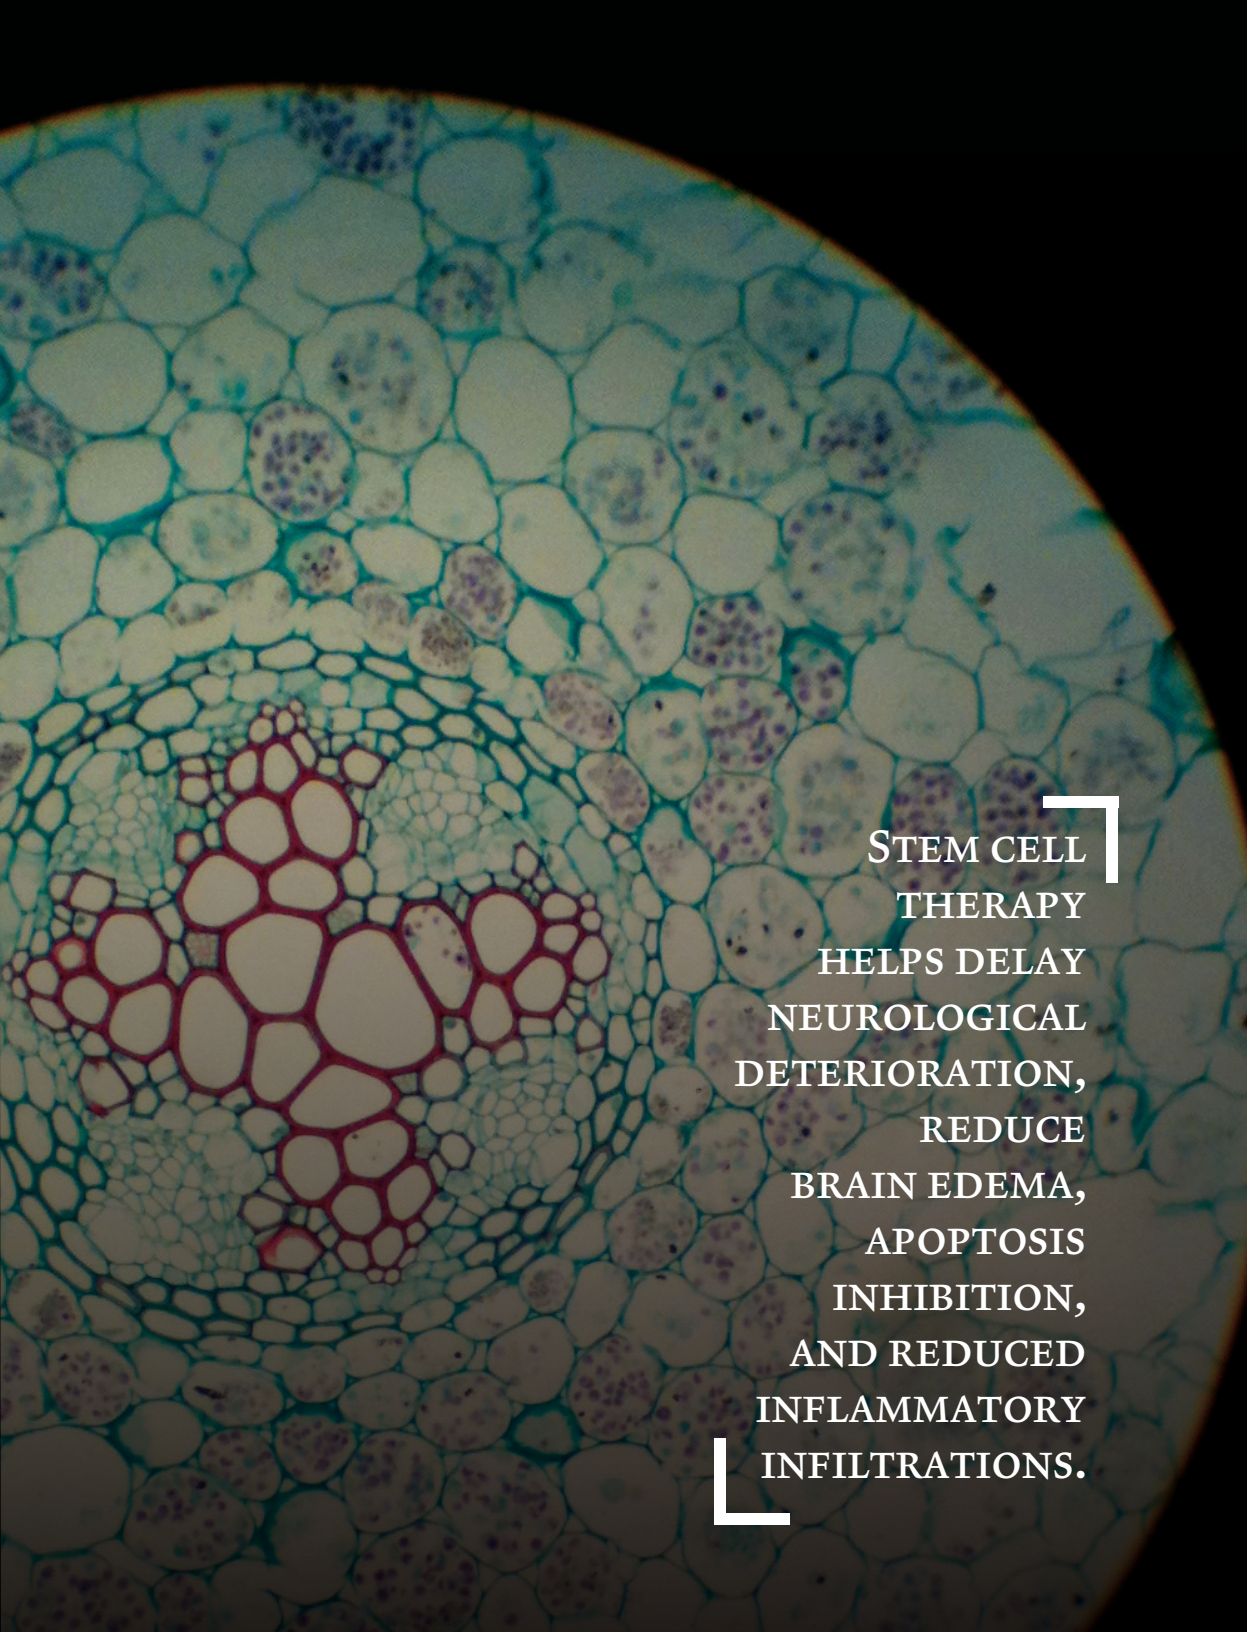 Stem cell
therapy
helps delay
neurological
deterioration,
reduce
brain edema,
apoptosis
inhibition,
and reduced
inflammatory
infiltrations.